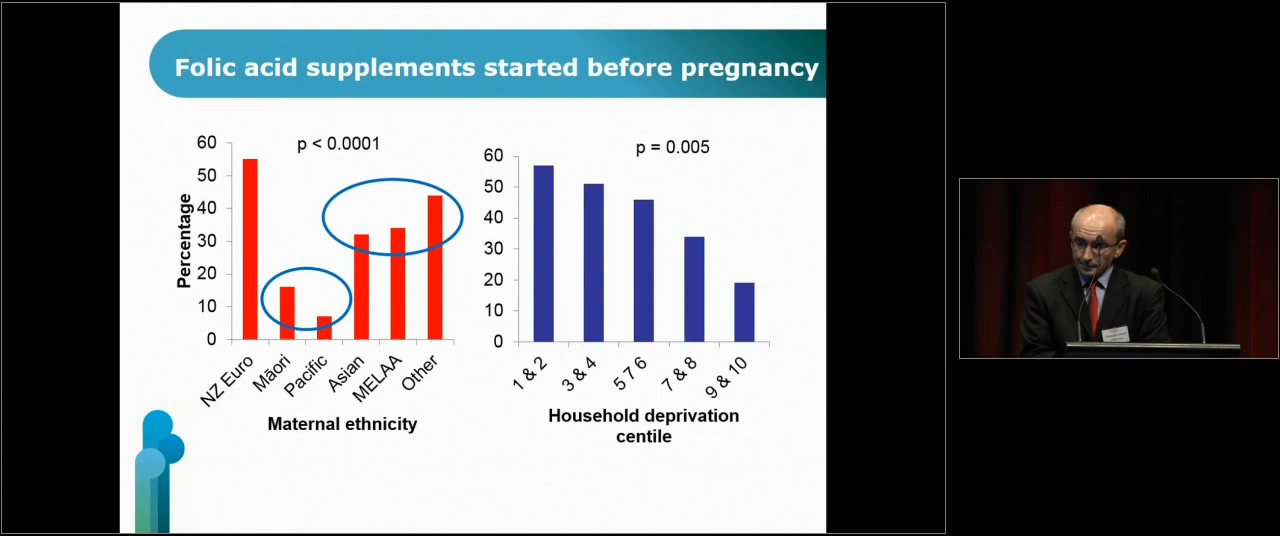 Folic acid supplements started before pregnancy
p < 0.0001
Percentage
60
50
40
30
20
10
0
NZ Euro
Māori
Pacific
Asian
MELAA
Other
Maternal ethnicity
p = 0.005
60
50
40
30
20
10
0
1 & 2
3 & 4
5 7 6
7 & 8
9 & 10
Household deprivation
centile